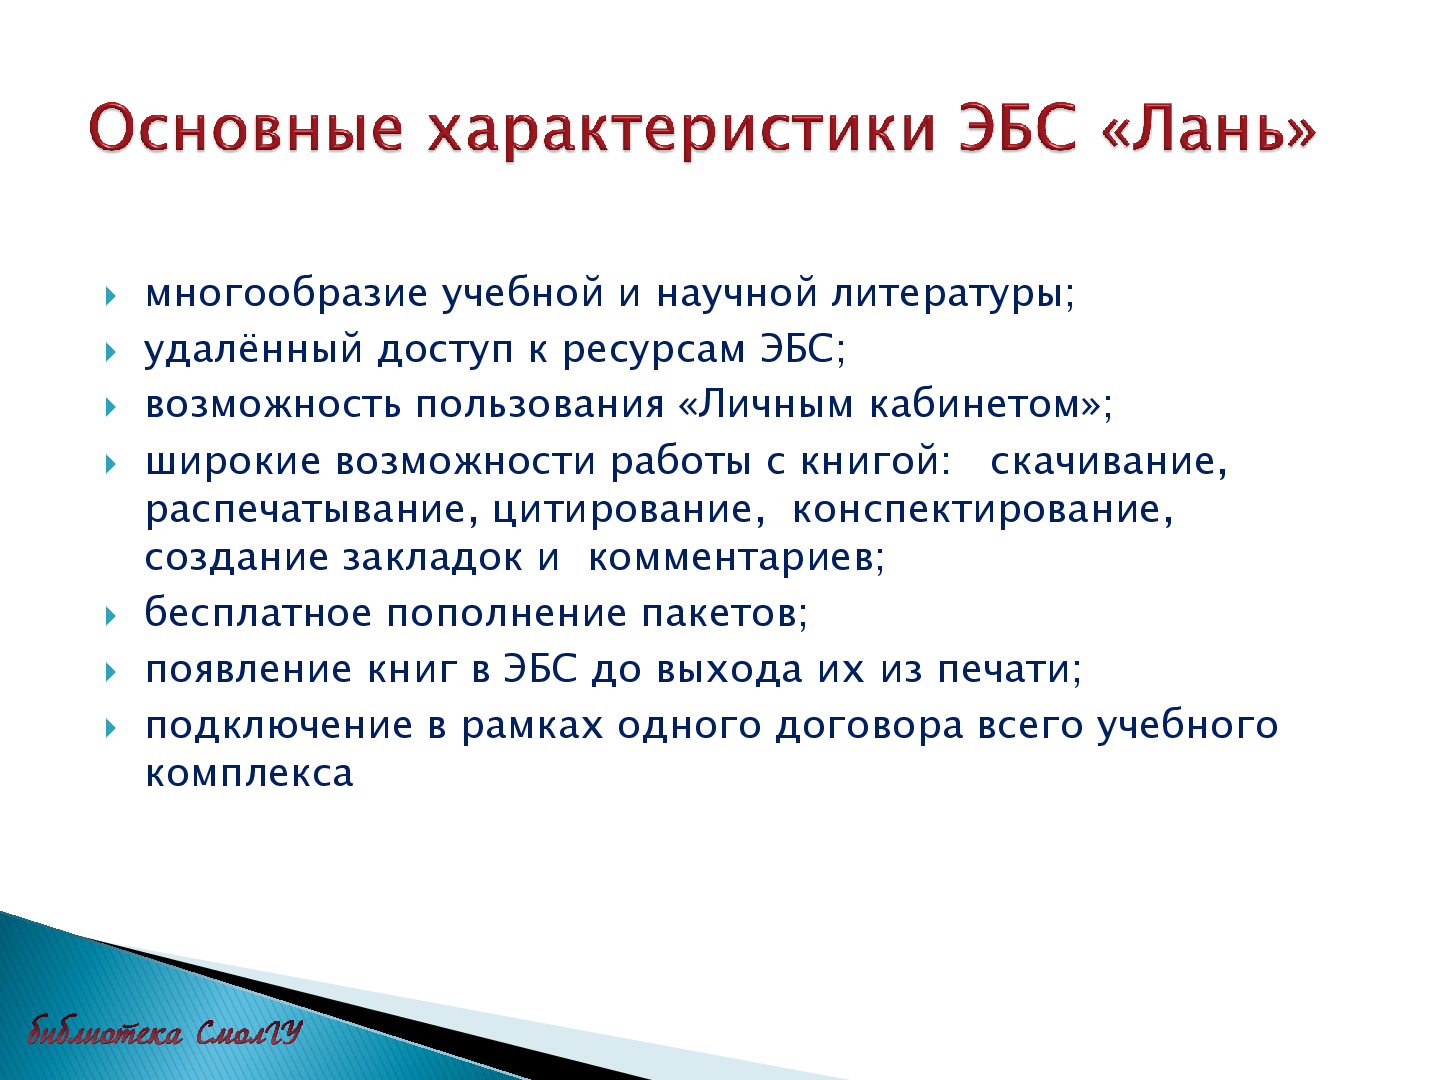 Основные характеристики ЭБС «Лань»
многообразие учебной и научной литературы;
удалённый доступ к ресурсам ЭБС;
возможность пользования «Личным кабинетом»;
широкие возможности работы с книгой: скачивание,
распечатывание, цитирование, конспектирование,
создание закладок и комментариев;
бесплатное пополнение пакетов;
появление книг в ЭБС до выхода их из печати;
подключение в рамках одного договора всего учебного
комплекса
библиотека СмолГУ